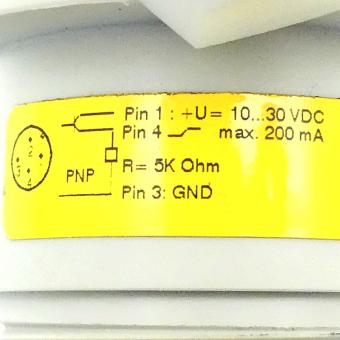 Pin 1 : +U= 10...30 VDC
Pin 4 max. 200 mA
R= 5K Ohm
PNP
Pin 3: GND